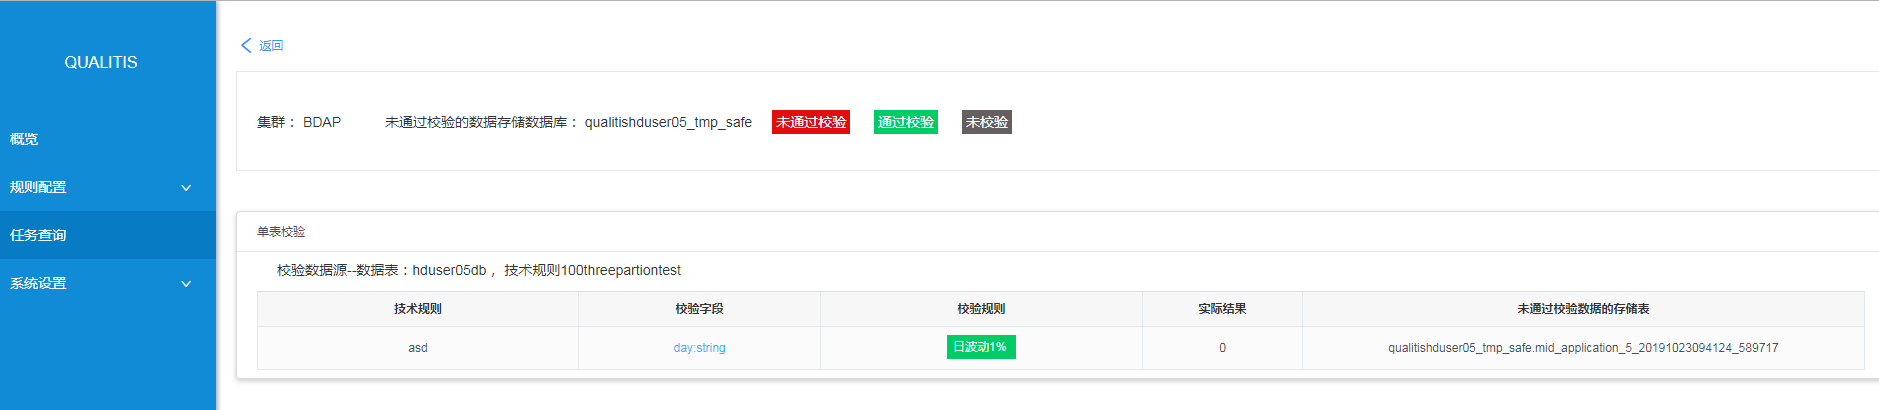 QUALITIS
概览
规则配置
任务查询
系统设置
返回
集群： BDAP 未通过校验的数据存储数据库： qualitishduser05_tmp_safe 未通过校验 通过校验 未校验
单表校验
校验数据源--数据表：hduser05db ，技术规则100threepartiontest
技术规则 校验字段 校验规则 实际结果 未通过校验数据的存储表
asd day:string 日波动1% 0 qualitishduser05_tmp_safe.mid_application_5_20191023094124_589717